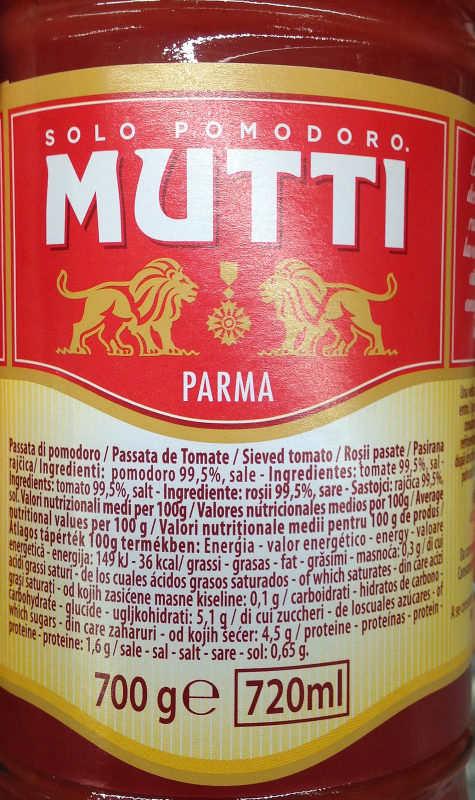 SOLO POMODORO.
MUTTI
PARMA
Passata di pomodoro / Passata de Tomate / Sieved tomato / Roșii pasate / Pasirana
rajčica/ Ingredienti: pomodoro 99,5%, sale - Ingredientes: tomate 99,5%, sal -
Ingredients: tomato 99,5%, salt - Ingrediente: roșii 99,5%, sare - Sastojci: rajčica 99,5%,
sol. Valori nutrizionali medi per 100g / Valores nutricionales medios por 100g / Average
nutritional values per 100 g / Valori nutriționale medii pentru 100 g de produs /
Átlagos tápérték 100g termékben: Energia - valor energético - energy - valoare
energetică - energija: 149 kJ - 36 kcal/ grassi - grasas - fat - grăsimi - masnoća: 0,3 g / di cui
acidi grassi saturi - de los cuales ácidos grasos saturados - of which saturates - din care acizi
grași saturați - od kojih zasićene masne kiseline: 0,1 g / carboidrati - hidratos de carbono -
carbohydrate - glucide - ugljkohidrati: 5,1 g / di cui zuccheri - de loscuales azúcares - of
which sugars - din care zaharuri - od kojih šećer: 4,5 g / proteine - proteínas - protein -
proteine - proteine: 1,6 g / sale - sal - salt - sare - sol: 0,65 g.
700 g ℮ 720ml